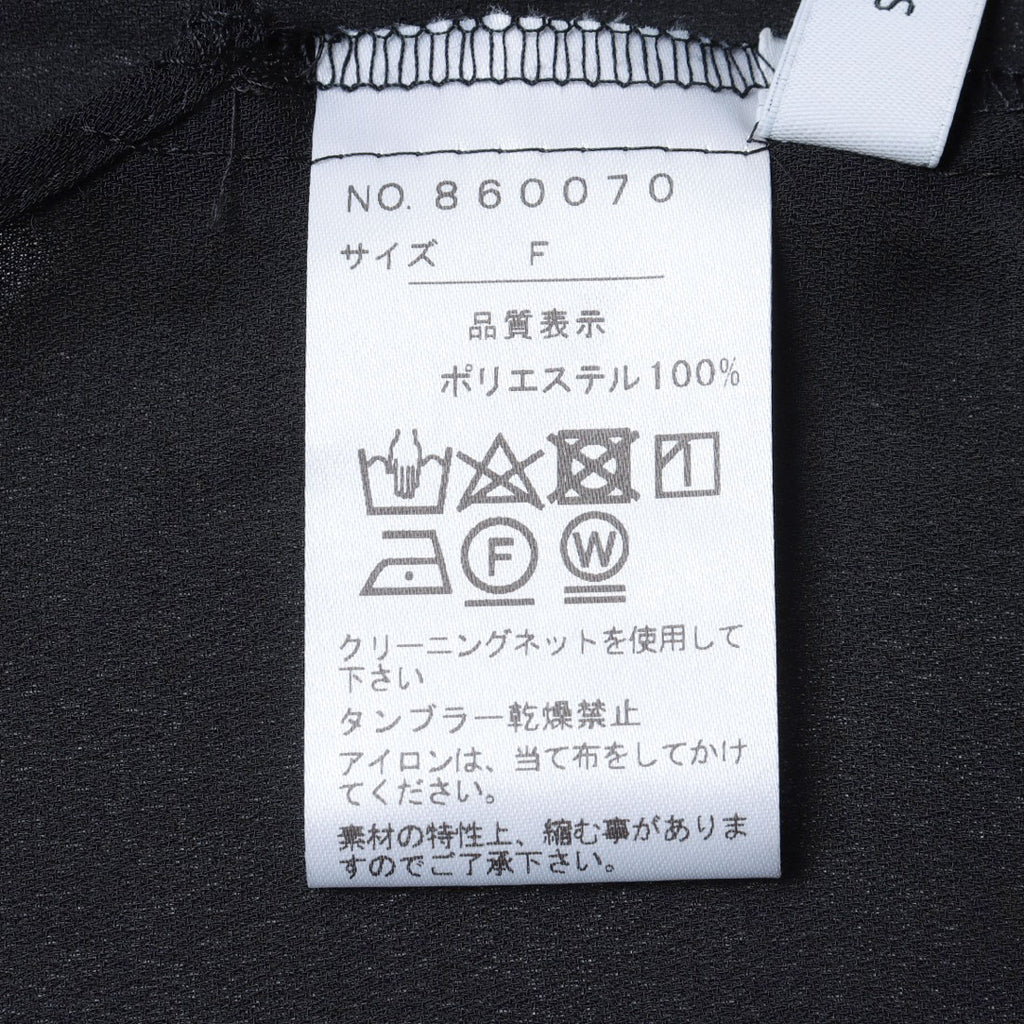 S
NO. 860070
サイズ F
品質表示
ポリエステル100%
F
W
クリーニングネットを使用して
下さい
タンブラー乾燥禁止
アイロンは、当て布をしてかけ
てください。
素材の特性上、縮む事がありま
すのでご了承下さい。